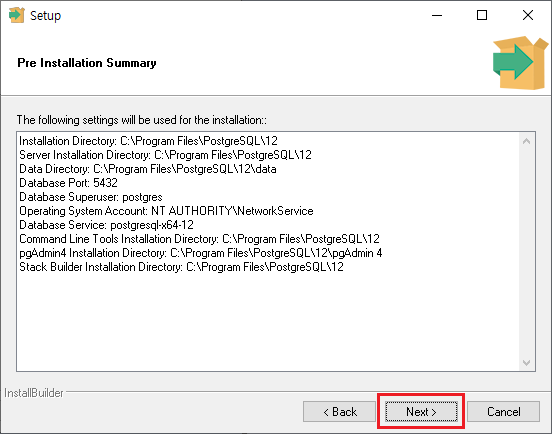 Setup
Pre Installation Summary
The following settings will be used for the installation::
Installation Directory: C:\Program Files\PostgreSQL\12
Server Installation Directory: C:\Program Files\PostgreSQL\12
Data Directory: C:\Program Files\PostgreSQL\12\data
Database Port: 5432
Database Superuser: postgres
Operating System Account: NT AUTHORITY\NetworkService
Database Service: postgresql-x64-12
Command Line Tools Installation Directory: C:\Program Files\PostgreSQL\12
pgAdmin4 Installation Directory: C:\Program Files\PostgreSQL\12\pgAdmin 4
Stack Builder Installation Directory: C:\Program Files\PostgreSQL\12
InstallBuilder
< Back
Next >
Cancel